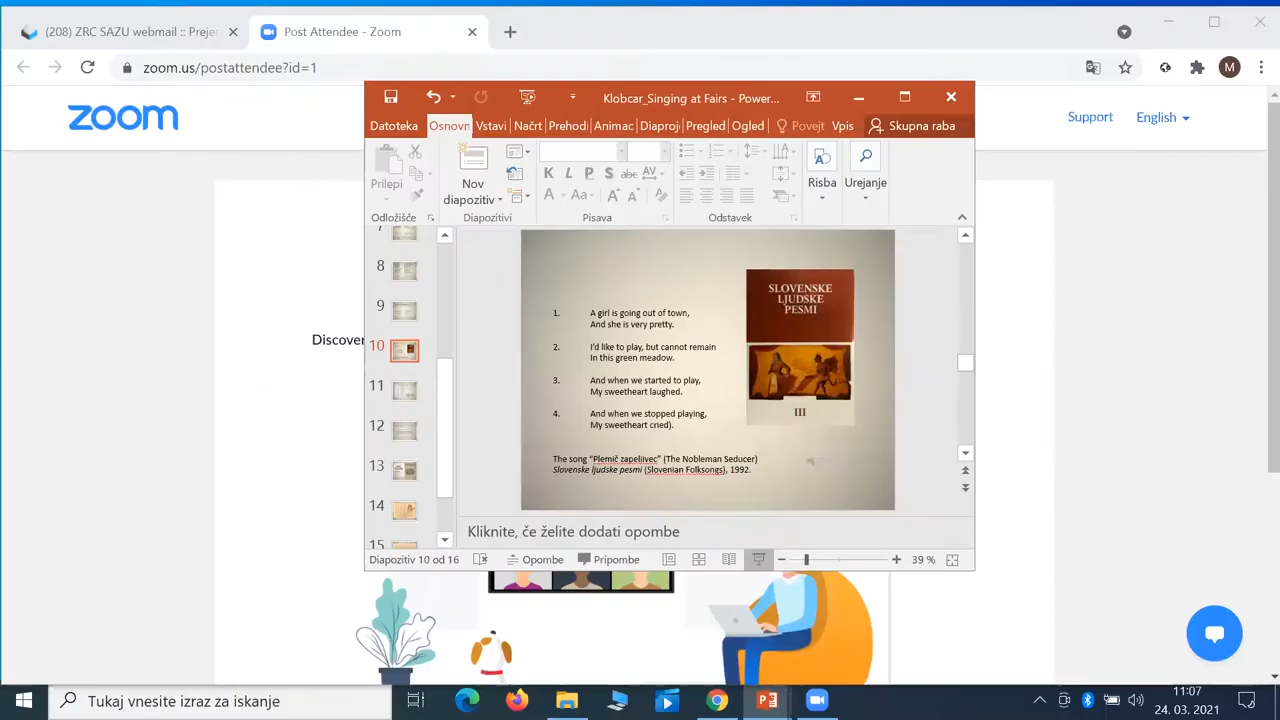 (208) ZRC SAZU webmail :: Prejer
Post Attendee - Zoom
zoom.us/postattendee?id=1
M
zoom
Support
English
Discover
Klobcar_Singing at Fairs - Power...
Datoteka
Osnovn
Vstavi
Načrt
Prehodi
Animac
Diaproj
Pregled
Ogled
Povejt
Vpis
Skupna raba
Prilepi
Nov
diapozitiv
K L P S abc AV
A Aa A A
Risba
Urejanje
Odložišče
Diapozitivi
Pisava
Odstavek
7
8
9
10
11
12
13
14
15
SLOVENSKE
LJUDSKE
PESMI
III
1. A girl is going out of town,
And she is very pretty.
2. I'd like to play, but cannot remain
In this green meadow.
3. And when we started to play,
My sweetheart laughed.
4. And when we stopped playing,
My sweetheart cried).
The song "Plemič zapeljivec" (The Nobleman Seducer)
Slovenske ljudske pesmi (Slovenian Folksongs), 1992.
Kliknite, če želite dodati opombe
Diapozitiv 10 od 16
Opombe
Pripombe
39 %
Tukaj vnesite izraz za iskanje
11:07
24. 03. 2021